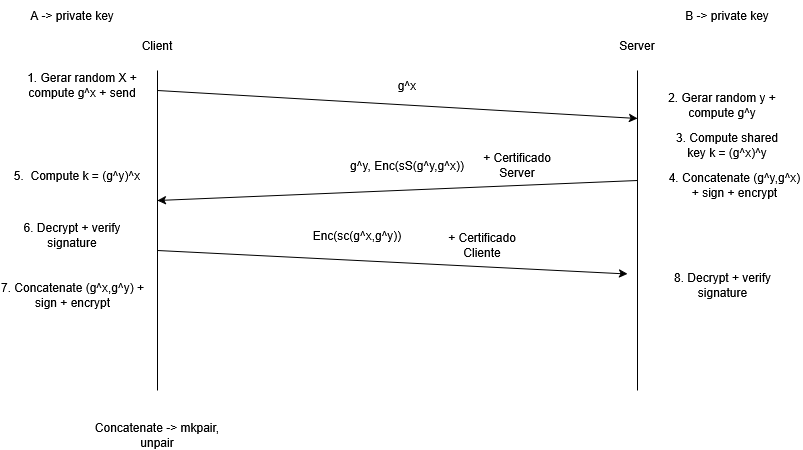 A -> private key
B -> private key
Client
Server
1. Gerar random X +
compute g^x + send
g^x
2. Gerar random y +
compute g^y
3. Compute shared
key k = (g^x)^y
g^y, Enc(sS(g^y,g^x))
+ Certificado
Server
5.  Compute k = (g^y)^x
4. Concatenate (g^y,g^x)
+ sign + encrypt
6. Decrypt + verify
signature
Enc(sc(g^x,g^y))
+ Certificado
Cliente
7. Concatenate (g^x,g^y) +
sign + encrypt
8. Decrypt + verify
signature
Concatenate -> mkpair,
unpair